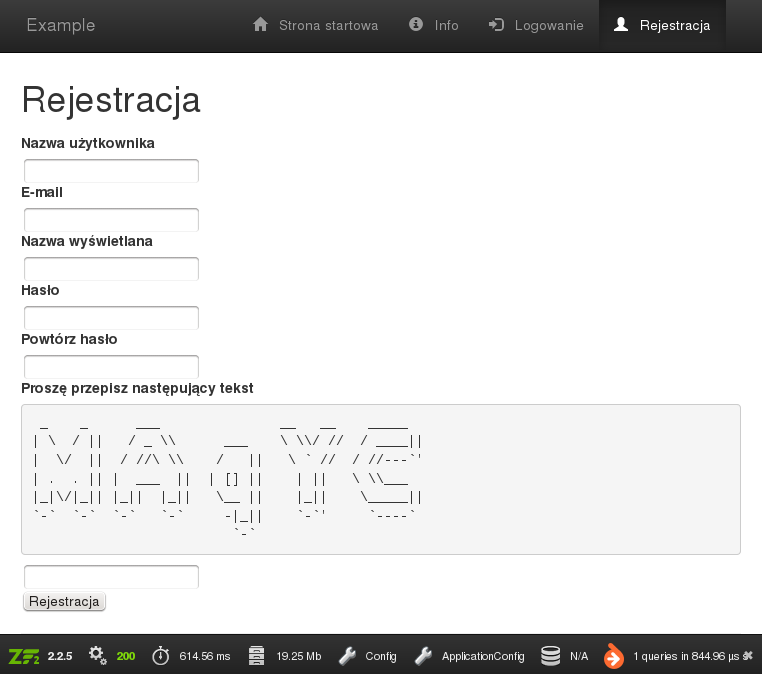 Example
Strona startowa
Info
Logowanie
Rejestracja
Rejestracja
Nazwa użytkownika
E-mail
Nazwa wyświetlana
Hasło
Powtórz hasło
Proszę przepisz następujący tekst
MAqYC
Rejestracja
ZF2 2.2.5
200
614.56 ms
19.25 Mb
Config
ApplicationConfig
N/A
1 queries in 844.96 µs